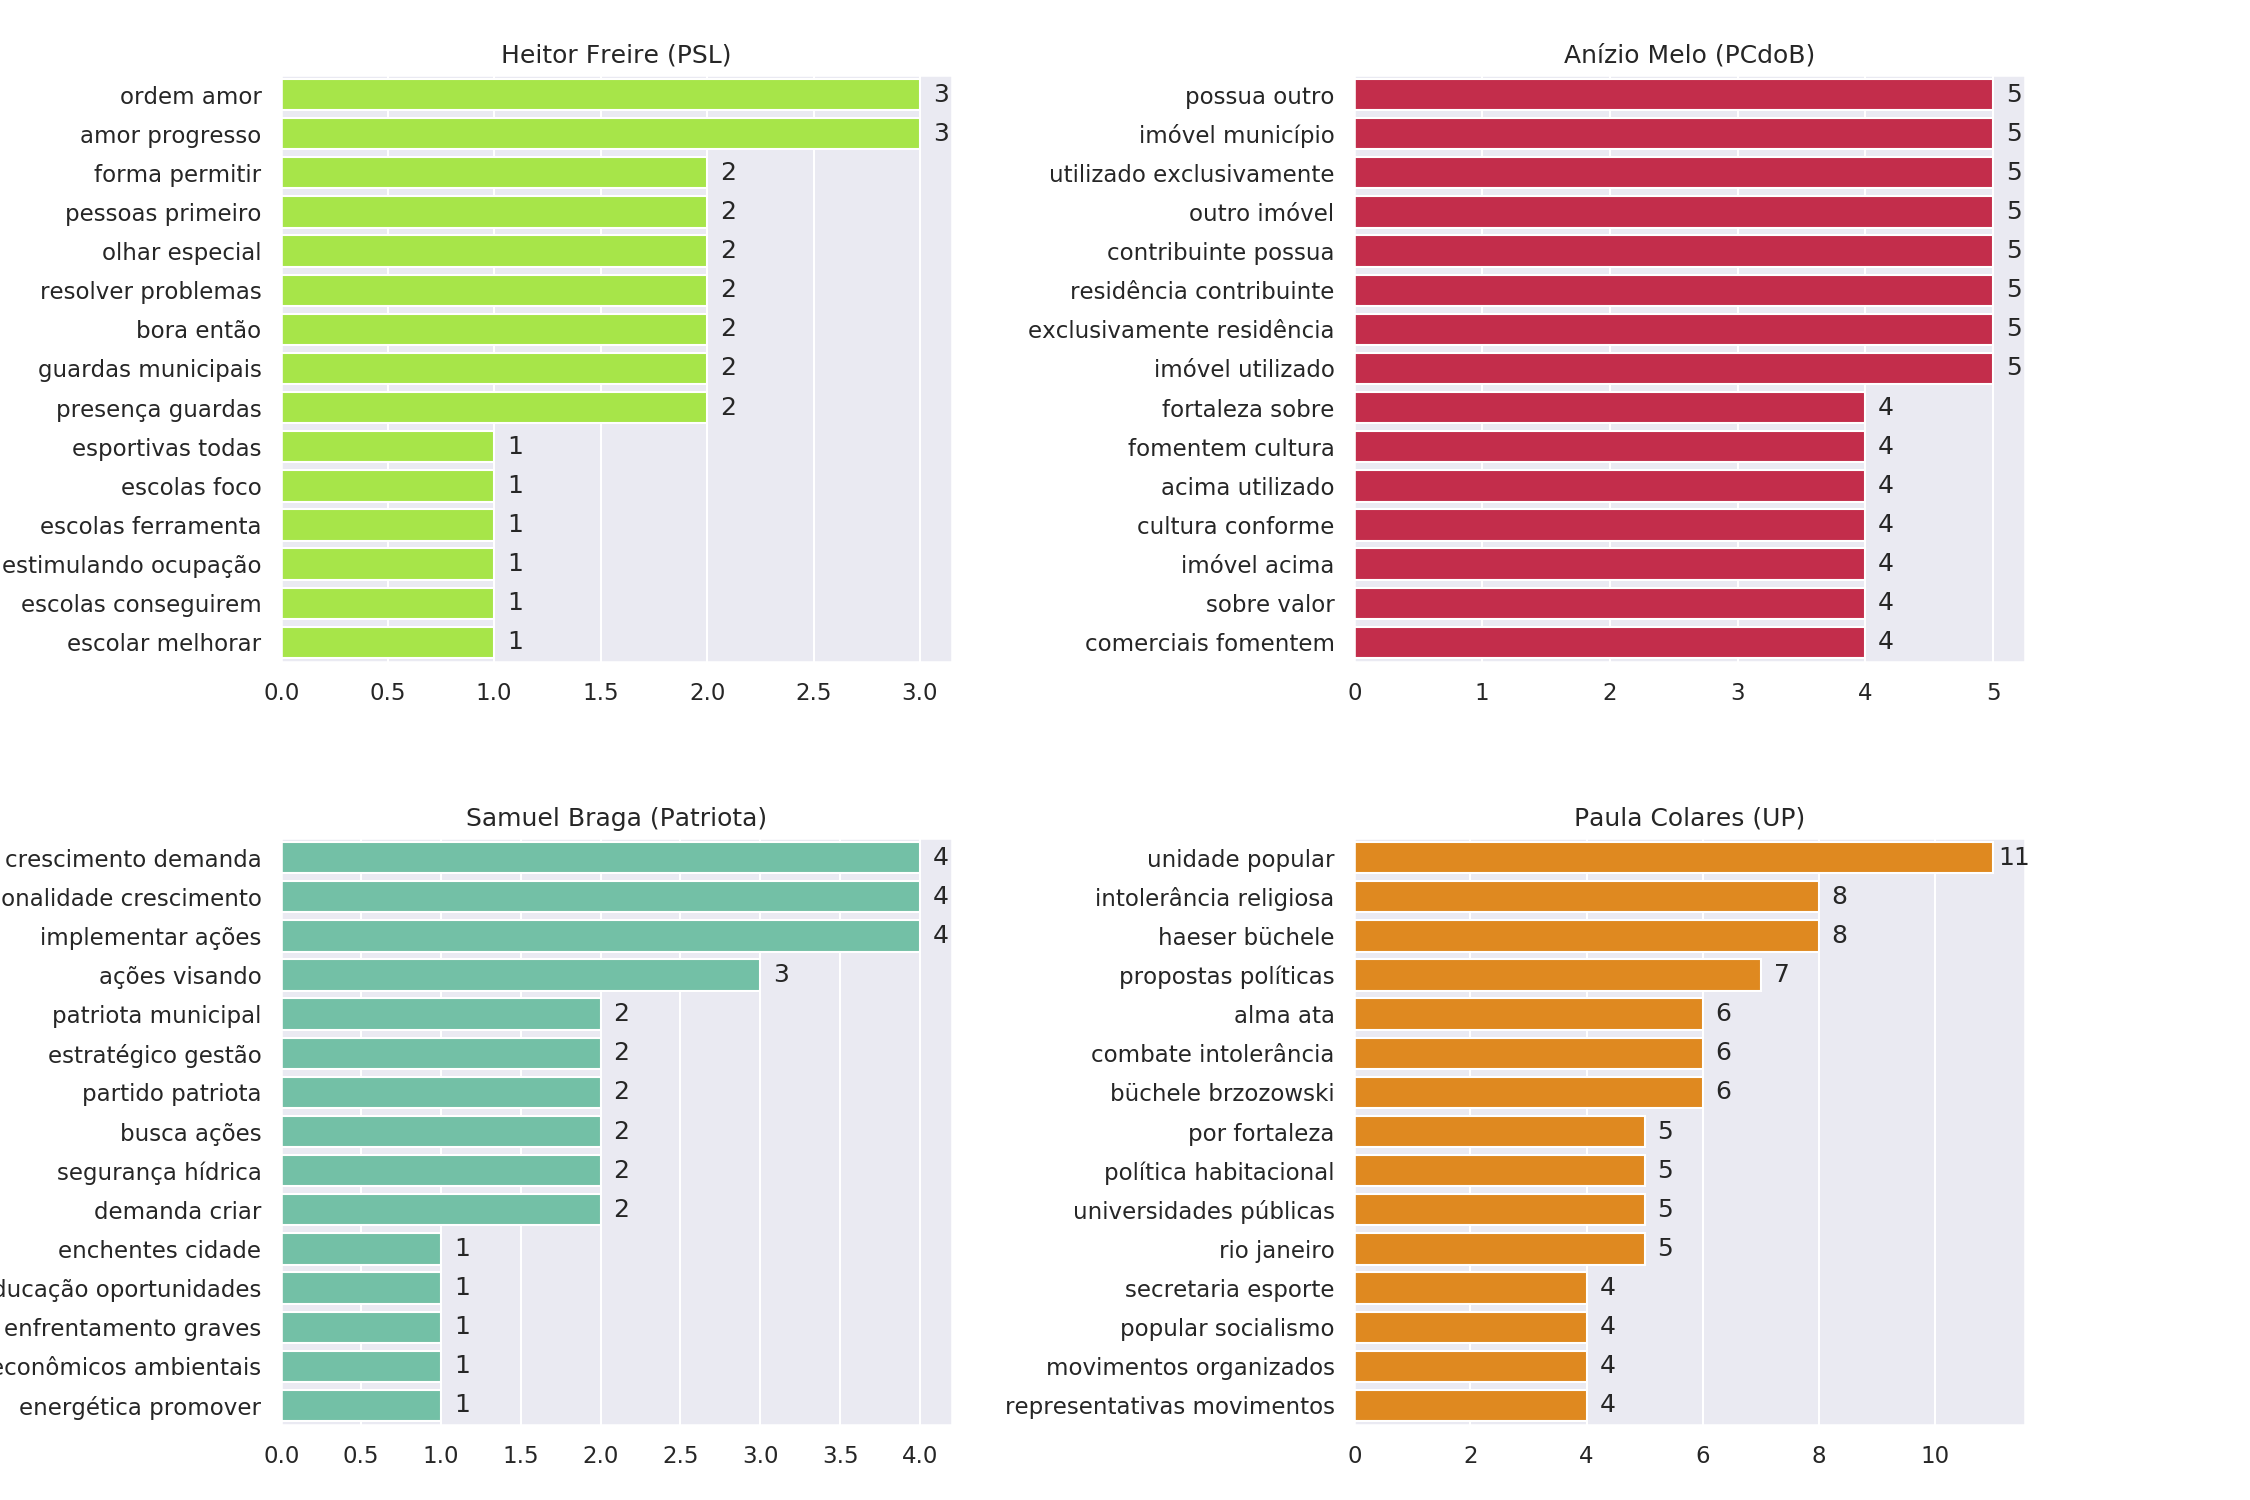 Heitor Freire (PSL)
ordem amor 3
amor progresso 3
forma permitir 2
pessoas primeiro 2
olhar especial 2
resolver problemas 2
bora então 2
guardas municipais 2
presença guardas 2
esportivas todas 1
escolas foco 1
escolas ferramenta 1
estimulando ocupação 1
escolas conseguirem 1
escolar melhorar 1
0.0 0.5 1.0 1.5 2.0 2.5 3.0
Anízio Melo (PCdoB)
possua outro 5
imóvel município 5
utilizado exclusivamente 5
outro imóvel 5
contribuinte possua 5
residência contribuinte 5
exclusivamente residência 5
imóvel utilizado 5
fortaleza sobre 4
fomentem cultura 4
acima utilizado 4
cultura conforme 4
imóvel acima 4
sobre valor 4
comerciais fomentem 4
0 1 2 3 4 5
Samuel Braga (Patriota)
crescimento demanda 4
onalidade crescimento 4
implementar ações 4
ações visando 3
patriota municipal 2
estratégico gestão 2
partido patriota 2
busca ações 2
segurança hídrica 2
demanda criar 2
enchentes cidade 1
ducação oportunidades 1
enfrentamento graves 1
econômicos ambientais 1
energética promover 1
0.0 0.5 1.0 1.5 2.0 2.5 3.0 3.5 4.0
Paula Colares (UP)
unidade popular 11
intolerância religiosa 8
haeser büchele 8
propostas políticas 7
alma ata 6
combate intolerância 6
büchele brzozowski 6
por fortaleza 5
política habitacional 5
universidades públicas 5
rio janeiro 5
secretaria esporte 4
popular socialismo 4
movimentos organizados 4
representativas movimentos 4
0 2 4 6 8 10